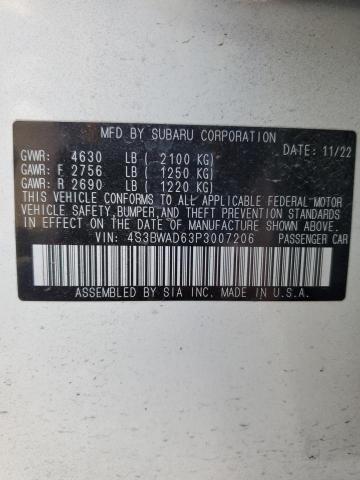 MFD BY SUBARU CORPORATION
GVWR: 4630 LB ( 2100 KG) DATE: 11/22
GAWR: F 2756 LB ( 1250 KG)
GAWR: R 2690 LB ( 1220 KG)
THIS VEHICLE CONFORMS TO ALL APPLICABLE FEDERAL MOTOR
VEHICLE SAFETY, BUMPER, AND THEFT PREVENTION STANDARDS
IN EFFECT ON THE DATE OF MANUFACTURE SHOWN ABOVE.
VIN: 4S3BWAD63P3007206 PASSENGER CAR
ASSEMBLED BY SIA INC. MADE IN U.S.A.